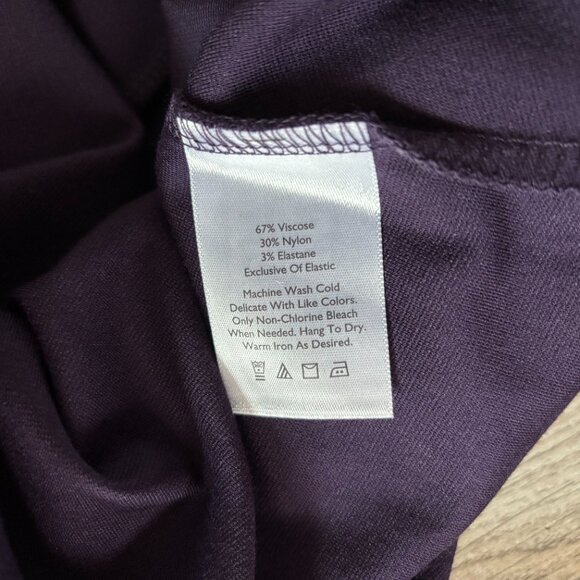 67% Viscose
30% Nylon
3% Elastane
Exclusive Of Elastic
Machine Wash Cold
Delicate With Like Colors.
Only Non-Chlorine Bleach
When Needed. Hang To Dry.
Warm Iron As Desired.